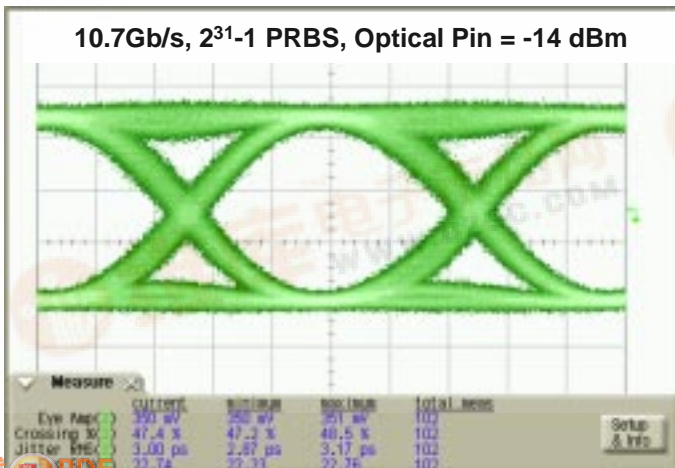 10.7Gb/s, 2³¹-1 PRBS, Optical Pin = -14 dBm
Measure
current minimum maximum total meas
Eye Amp( ) 350 mV 350 mV 351 mV 102
Crossing %( ) 47.4 % 47.2 % 48.5 % 102
Jitter RMS( ) 3.00 ps 2.87 ps 3.17 ps 102
22.74 22.23 22.76 102
Setup
& Info